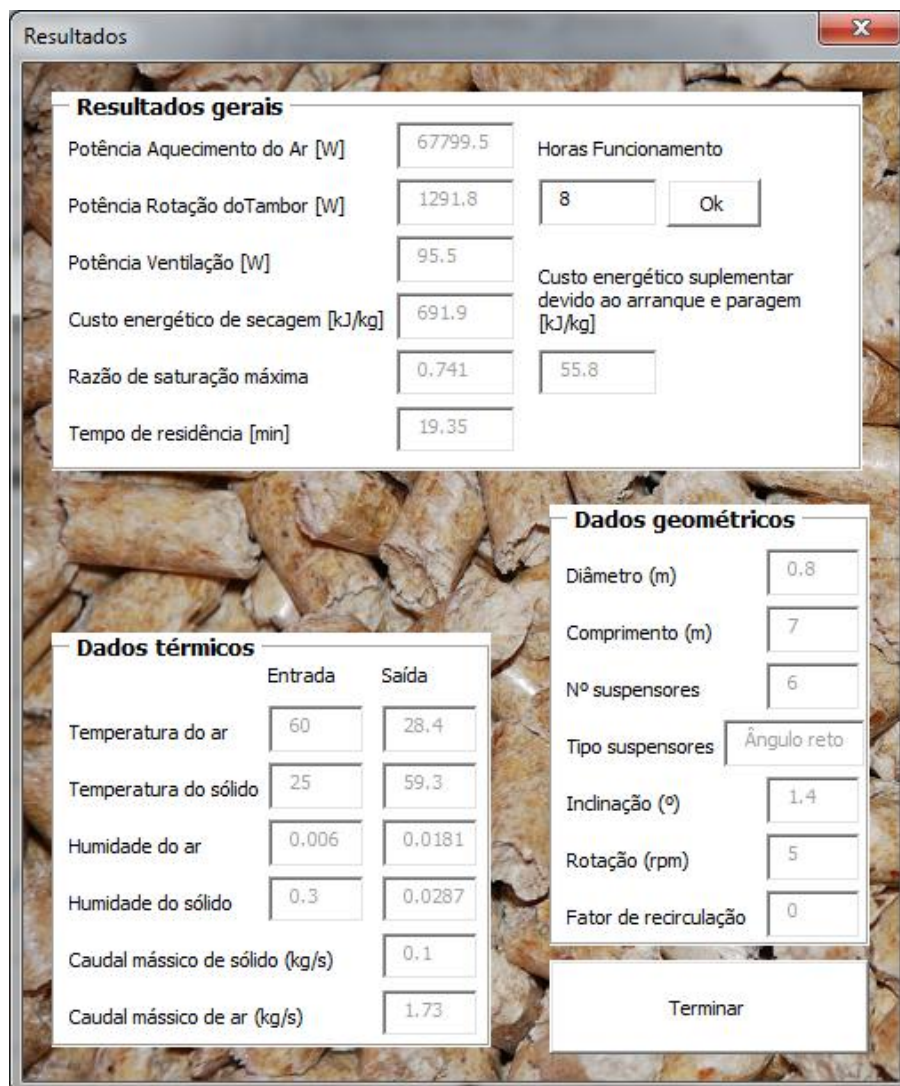 Resultados
Resultados gerais
Potência Aquecimento do Ar [W] 67799.5 Horas Funcionamento
Potência Rotação doTambor [W] 1291.8 8 Ok
Potência Ventilação [W] 95.5
Custo energético suplementar
devido ao arranque e paragem
[kJ/kg]
Custo energético de secagem [kJ/kg] 691.9
Razão de saturação máxima 0.741 55.8
Tempo de residência [min] 19.35
Dados geométricos
Diâmetro (m) 0.8
Comprimento (m) 7
Nº suspensores 6
Tipo suspensores Ângulo reto
Inclinação (º) 1.4
Rotação (rpm) 5
Fator de recirculação 0
Dados térmicos
Entrada Saída
Temperatura do ar 60 28.4
Temperatura do sólido 25 59.3
Humidade do ar 0.006 0.0181
Humidade do sólido 0.3 0.0287
Caudal mássico de sólido (kg/s) 0.1
Caudal mássico de ar (kg/s) 1.73
Terminar